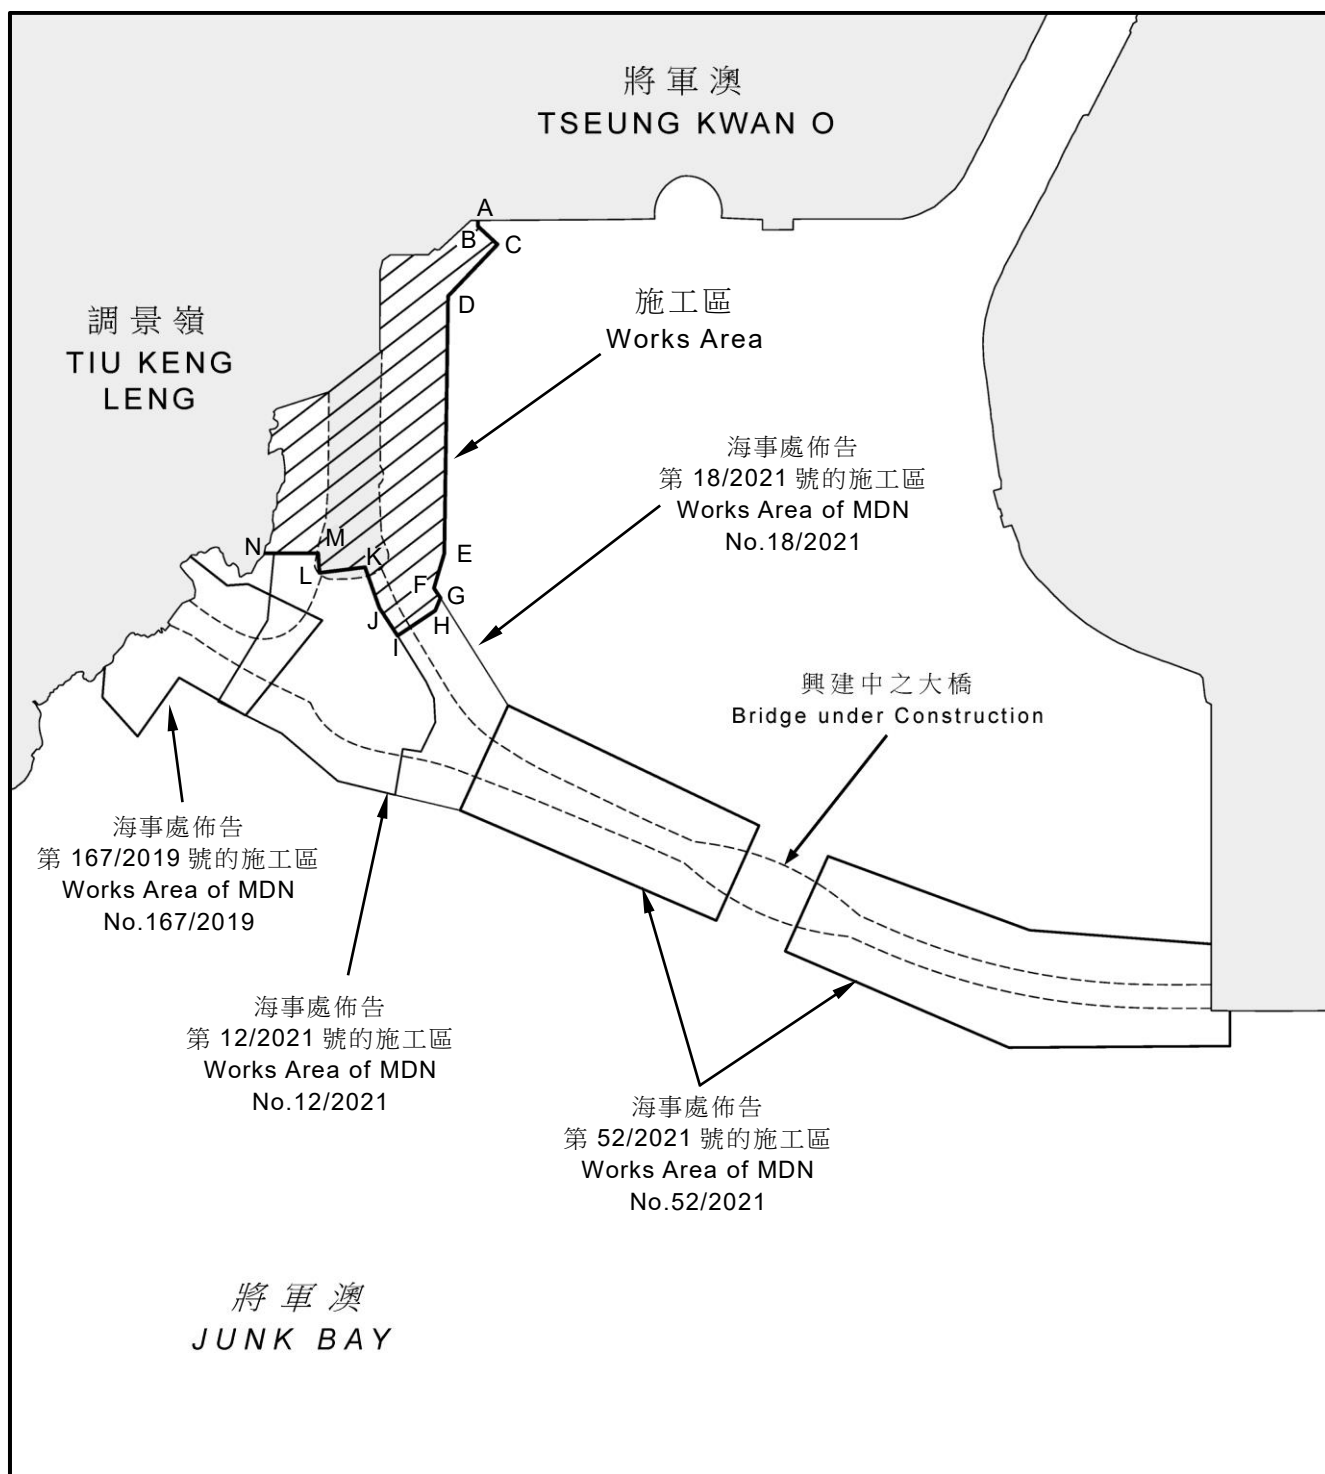 將軍澳
TSEUNG KWAN O
A
B
C
D
調景嶺
TIU KENG
LENG
施工區
Works Area
海事處佈告
第 18/2021 號的施工區
Works Area of MDN
No.18/2021
N
M
L
K
E
F
G
H
J
I
興建中之大橋
Bridge under Construction
海事處佈告
第 167/2019 號的施工區
Works Area of MDN
No.167/2019
海事處佈告
第 12/2021 號的施工區
Works Area of MDN
No.12/2021
海事處佈告
第 52/2021 號的施工區
Works Area of MDN
No.52/2021
將軍澳
JUNK BAY